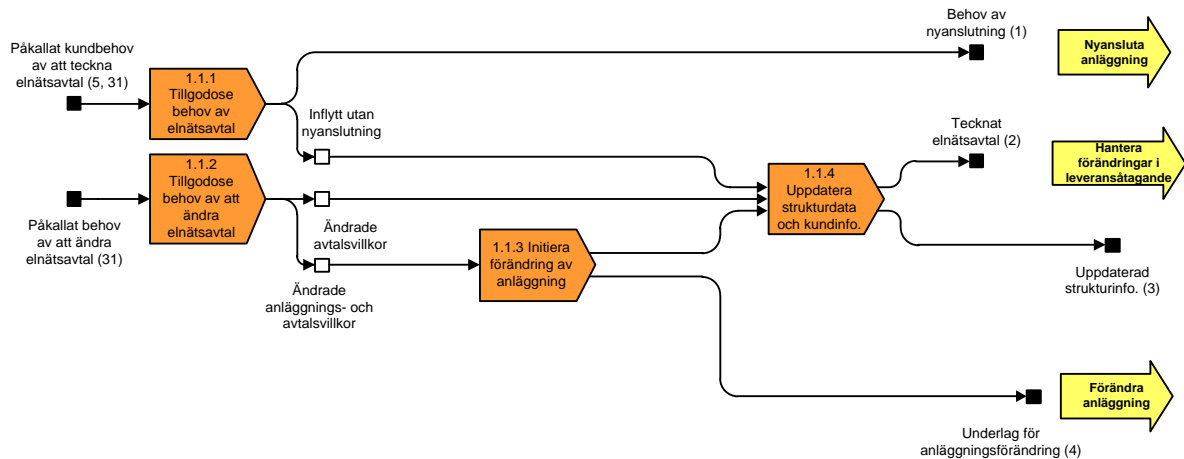 Påkallat kundbehov
av att teckna
elnätsavtal (5, 31)
1.1.1
Tillgodose
behov av
elnätsavtal
Inflytt utan
nyanslutning
Behov av
nyanslutning (1)
Nyansluta
anläggning
1.1.2
Tillgodose
behov av att
ändra
elnätsavtal
Påkallat behov
av att ändra
elnätsavtal (31)
Ändrade
avtalsvillkor
Ändrade
anläggnings- och
avtalsvillkor
1.1.3 Initiera
förändring av
anläggning
1.1.4
Uppdatera
strukturdata
och kundinfo.
Tecknat
elnätsavtal (2)
Hantera
förändringar i
leveransåtagande
Uppdaterad
strukturinfo. (3)
Förändra
anläggning
Underlag för
anläggningsförändring (4)